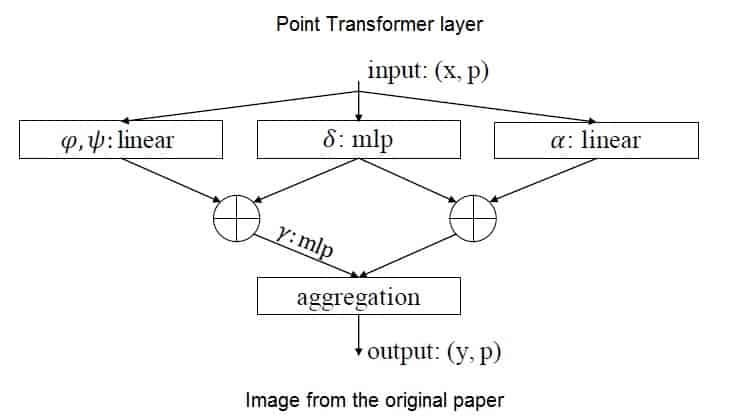 Point Transformer layer
input: (x, p)
φ, ψ: linear
δ: mlp
α: linear
γ: mlp
aggregation
output: (y, p)
Image from the original paper